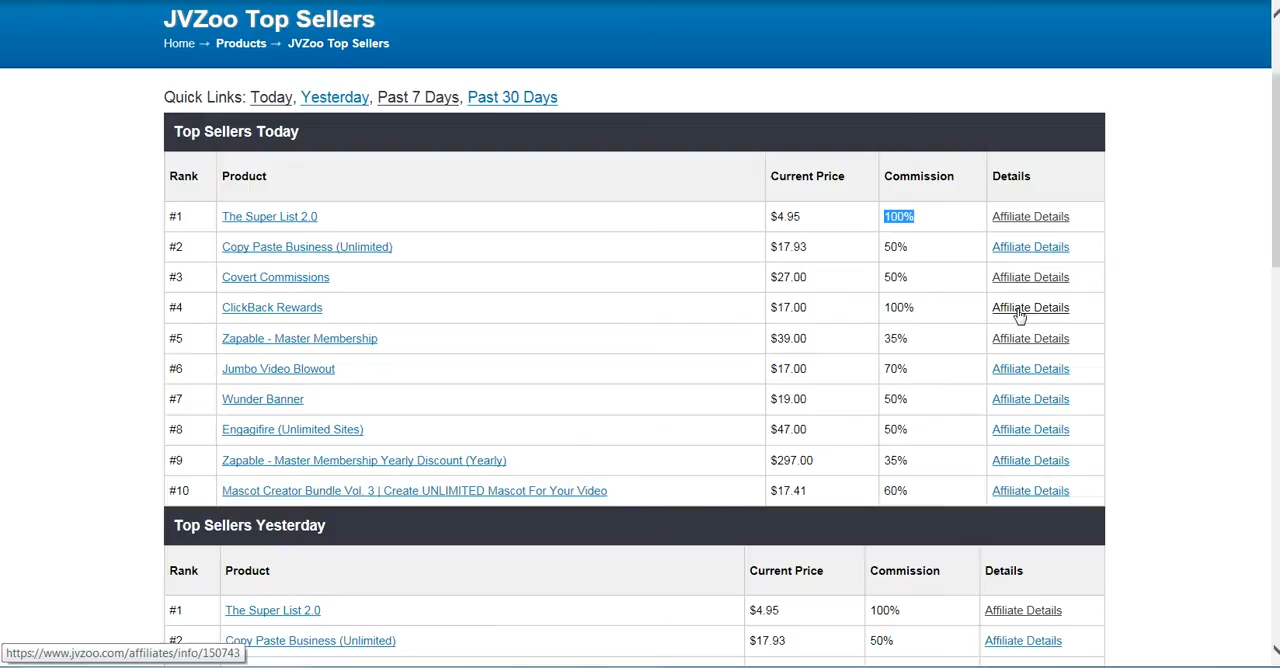 JVZoo Top Sellers
Home → Products → JVZoo Top Sellers
Quick Links: Today, Yesterday, Past 7 Days, Past 30 Days
Top Sellers Today
Rank Product Current Price Commission Details
#1 The Super List 2.0 $4.95 100% Affiliate Details
#2 Copy Paste Business (Unlimited) $17.93 50% Affiliate Details
#3 Covert Commissions $27.00 50% Affiliate Details
#4 ClickBack Rewards $17.00 100% Affiliate Details
#5 Zapable - Master Membership $39.00 35% Affiliate Details
#6 Jumbo Video Blowout $17.00 70% Affiliate Details
#7 Wunder Banner $19.00 50% Affiliate Details
#8 Engagifire (Unlimited Sites) $47.00 50% Affiliate Details
#9 Zapable - Master Membership Yearly Discount (Yearly) $297.00 35% Affiliate Details
#10 Mascot Creator Bundle Vol. 3 | Create UNLIMITED Mascot For Your Video $17.41 60% Affiliate Details
Top Sellers Yesterday
Rank Product Current Price Commission Details
#1 The Super List 2.0 $4.95 100% Affiliate Details
#2 Copy Paste Business (Unlimited) $17.93 50% Affiliate Details
https://www.jvzoo.com/affiliates/info/150743